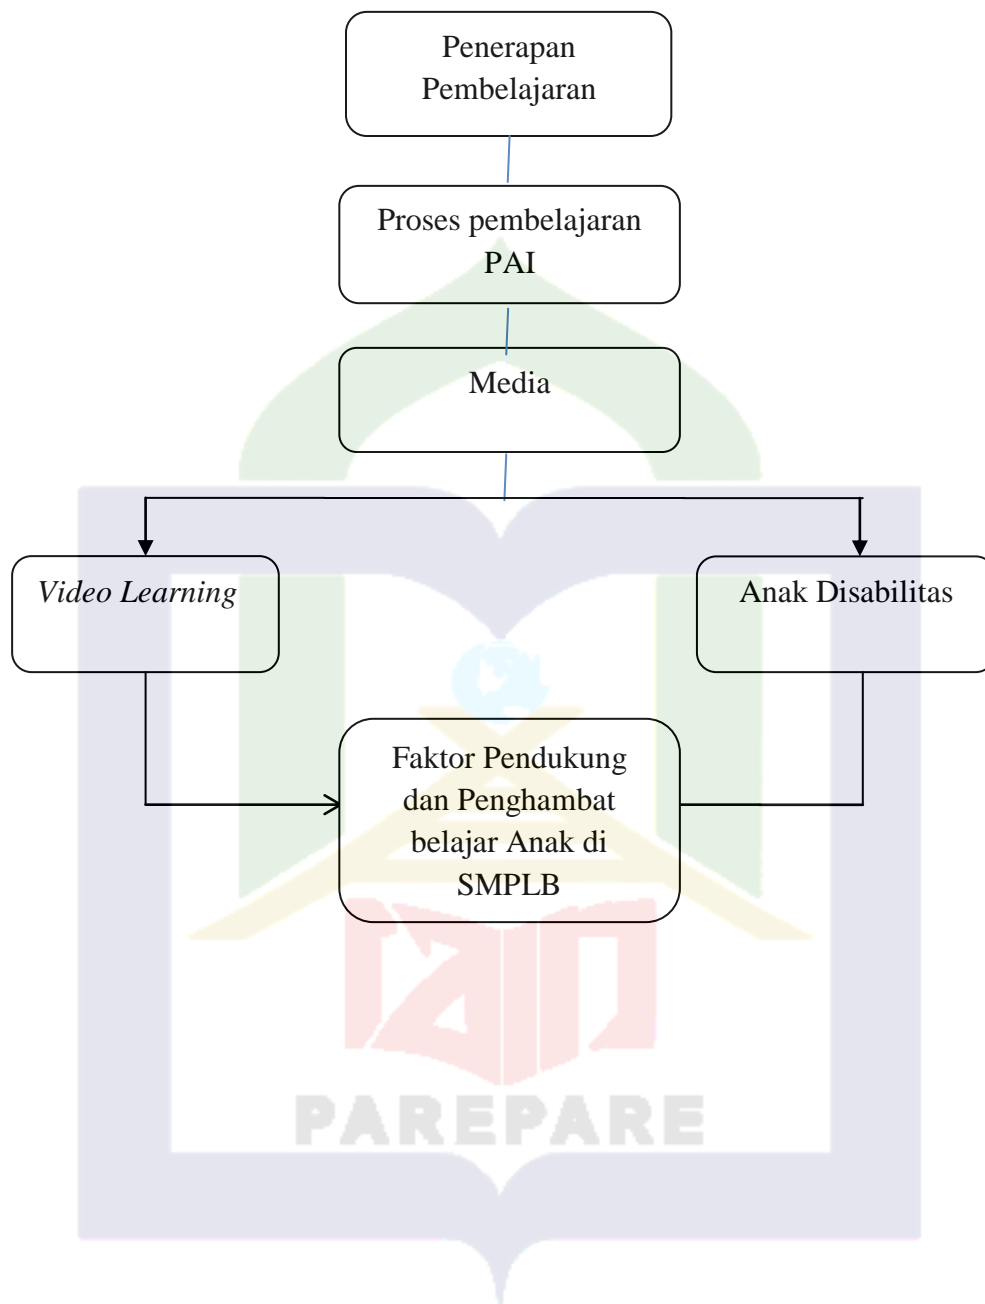 Penerapan
Pembelajaran
Proses pembelajaran
PAI
Media
Video Learning
Anak Disabilitas
Faktor Pendukung
dan Penghambat
belajar Anak di
SMPLB
PAREPARE